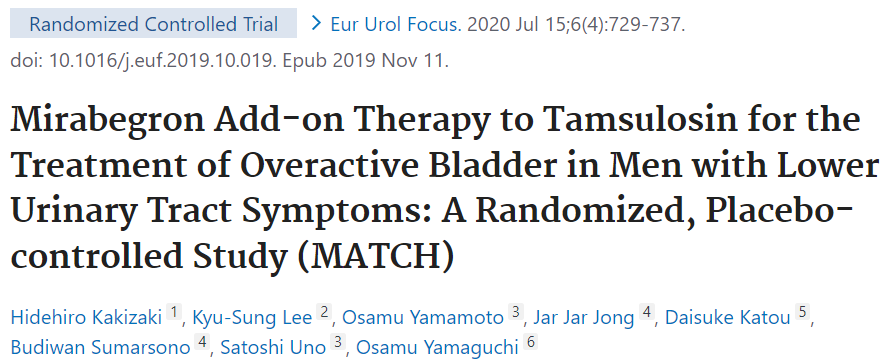 Randomized Controlled Trial > Eur Urol Focus. 2020 Jul 15;6(4):729-737.
doi: 10.1016/j.euf.2019.10.019. Epub 2019 Nov 11.
Mirabegron Add-on Therapy to Tamsulosin for the
Treatment of Overactive Bladder in Men with Lower
Urinary Tract Symptoms: A Randomized, Placebo-
controlled Study (MATCH)
Hidehiro Kakizaki 1, Kyu-Sung Lee 2, Osamu Yamamoto 3, Jar Jar Jong 4, Daisuke Katou 5,
Budiwan Sumarsono 4, Satoshi Uno 3, Osamu Yamaguchi 6